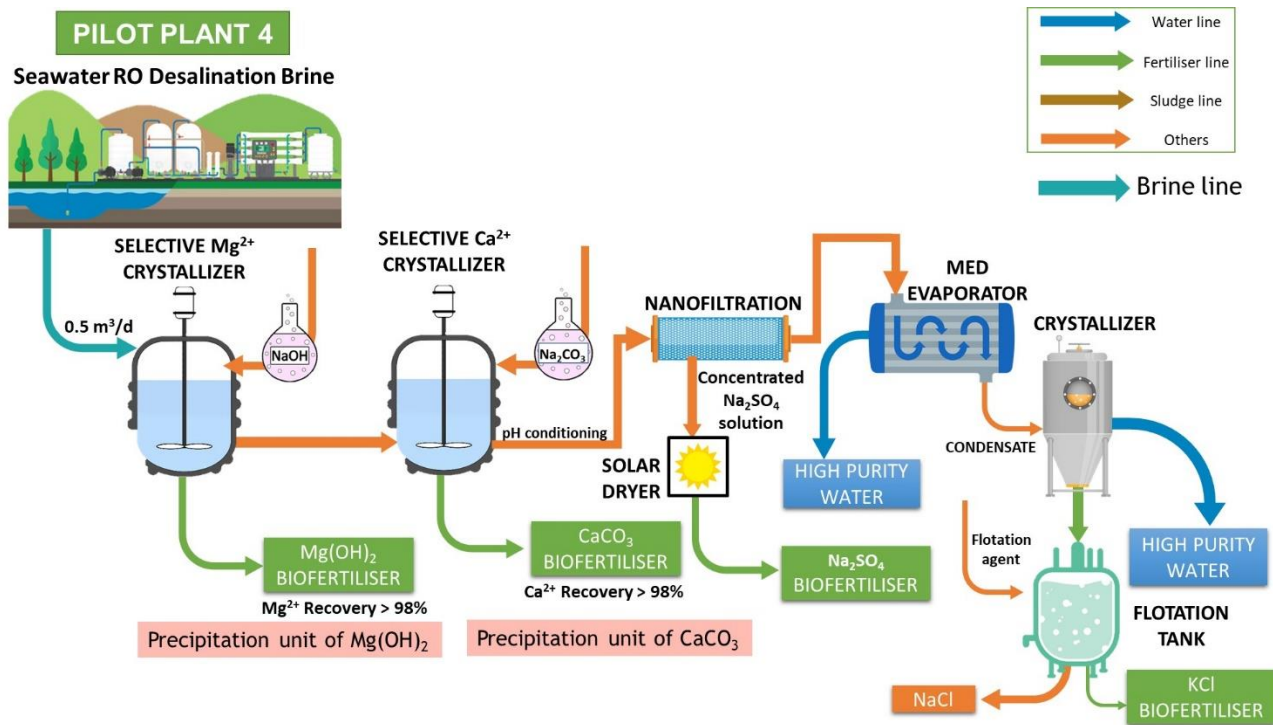 PILOT PLANT 4
Seawater RO Desalination Brine
Water line
Fertiliser line
Sludge line
Others
Brine line
SELECTIVE Mg²⁺
CRYSTALLIZER
0.5 m³/d
NaOH
SELECTIVE Ca²⁺
CRYSTALLIZER
Na₂CO₃
pH conditioning
NANOFILTRATION
Concentrated
Na₂SO₄
solution
SOLAR
DRYER
MED
EVAPORATOR
HIGH PURITY
WATER
CONDENSATE
CRYSTALLIZER
HIGH PURITY
WATER
Flotation
agent
FLOTATION
TANK
Mg(OH)₂
BIOFERTILISER
Mg²⁺ Recovery > 98%
Precipitation unit of Mg(OH)₂
CaCO₃
BIOFERTILISER
Ca²⁺ Recovery > 98%
Precipitation unit of CaCO₃
Na₂SO₄
BIOFERTILISER
NaCl
KCl
BIOFERTILISER